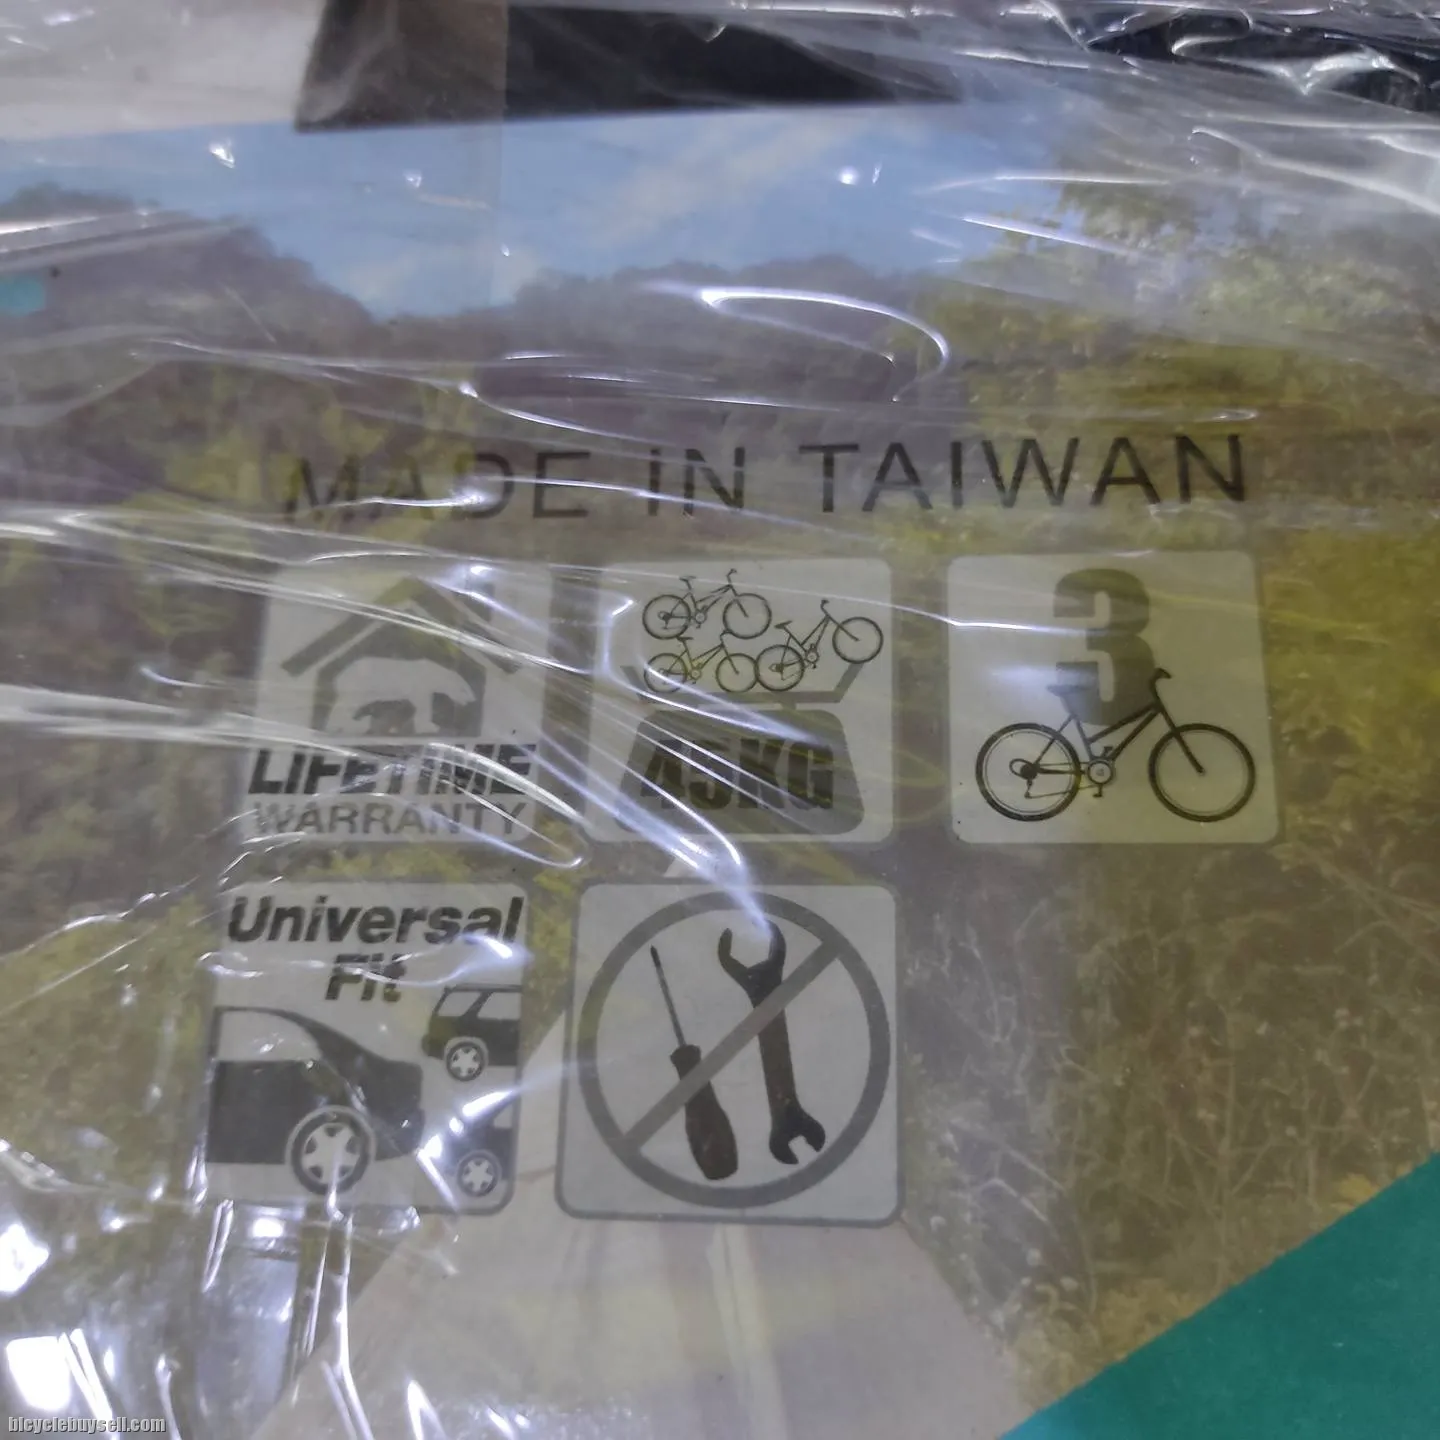 MADE IN TAIWAN
LIFETIME
WARRANTY
45KG
3
Universal
Fit
bicyclebuysell.com